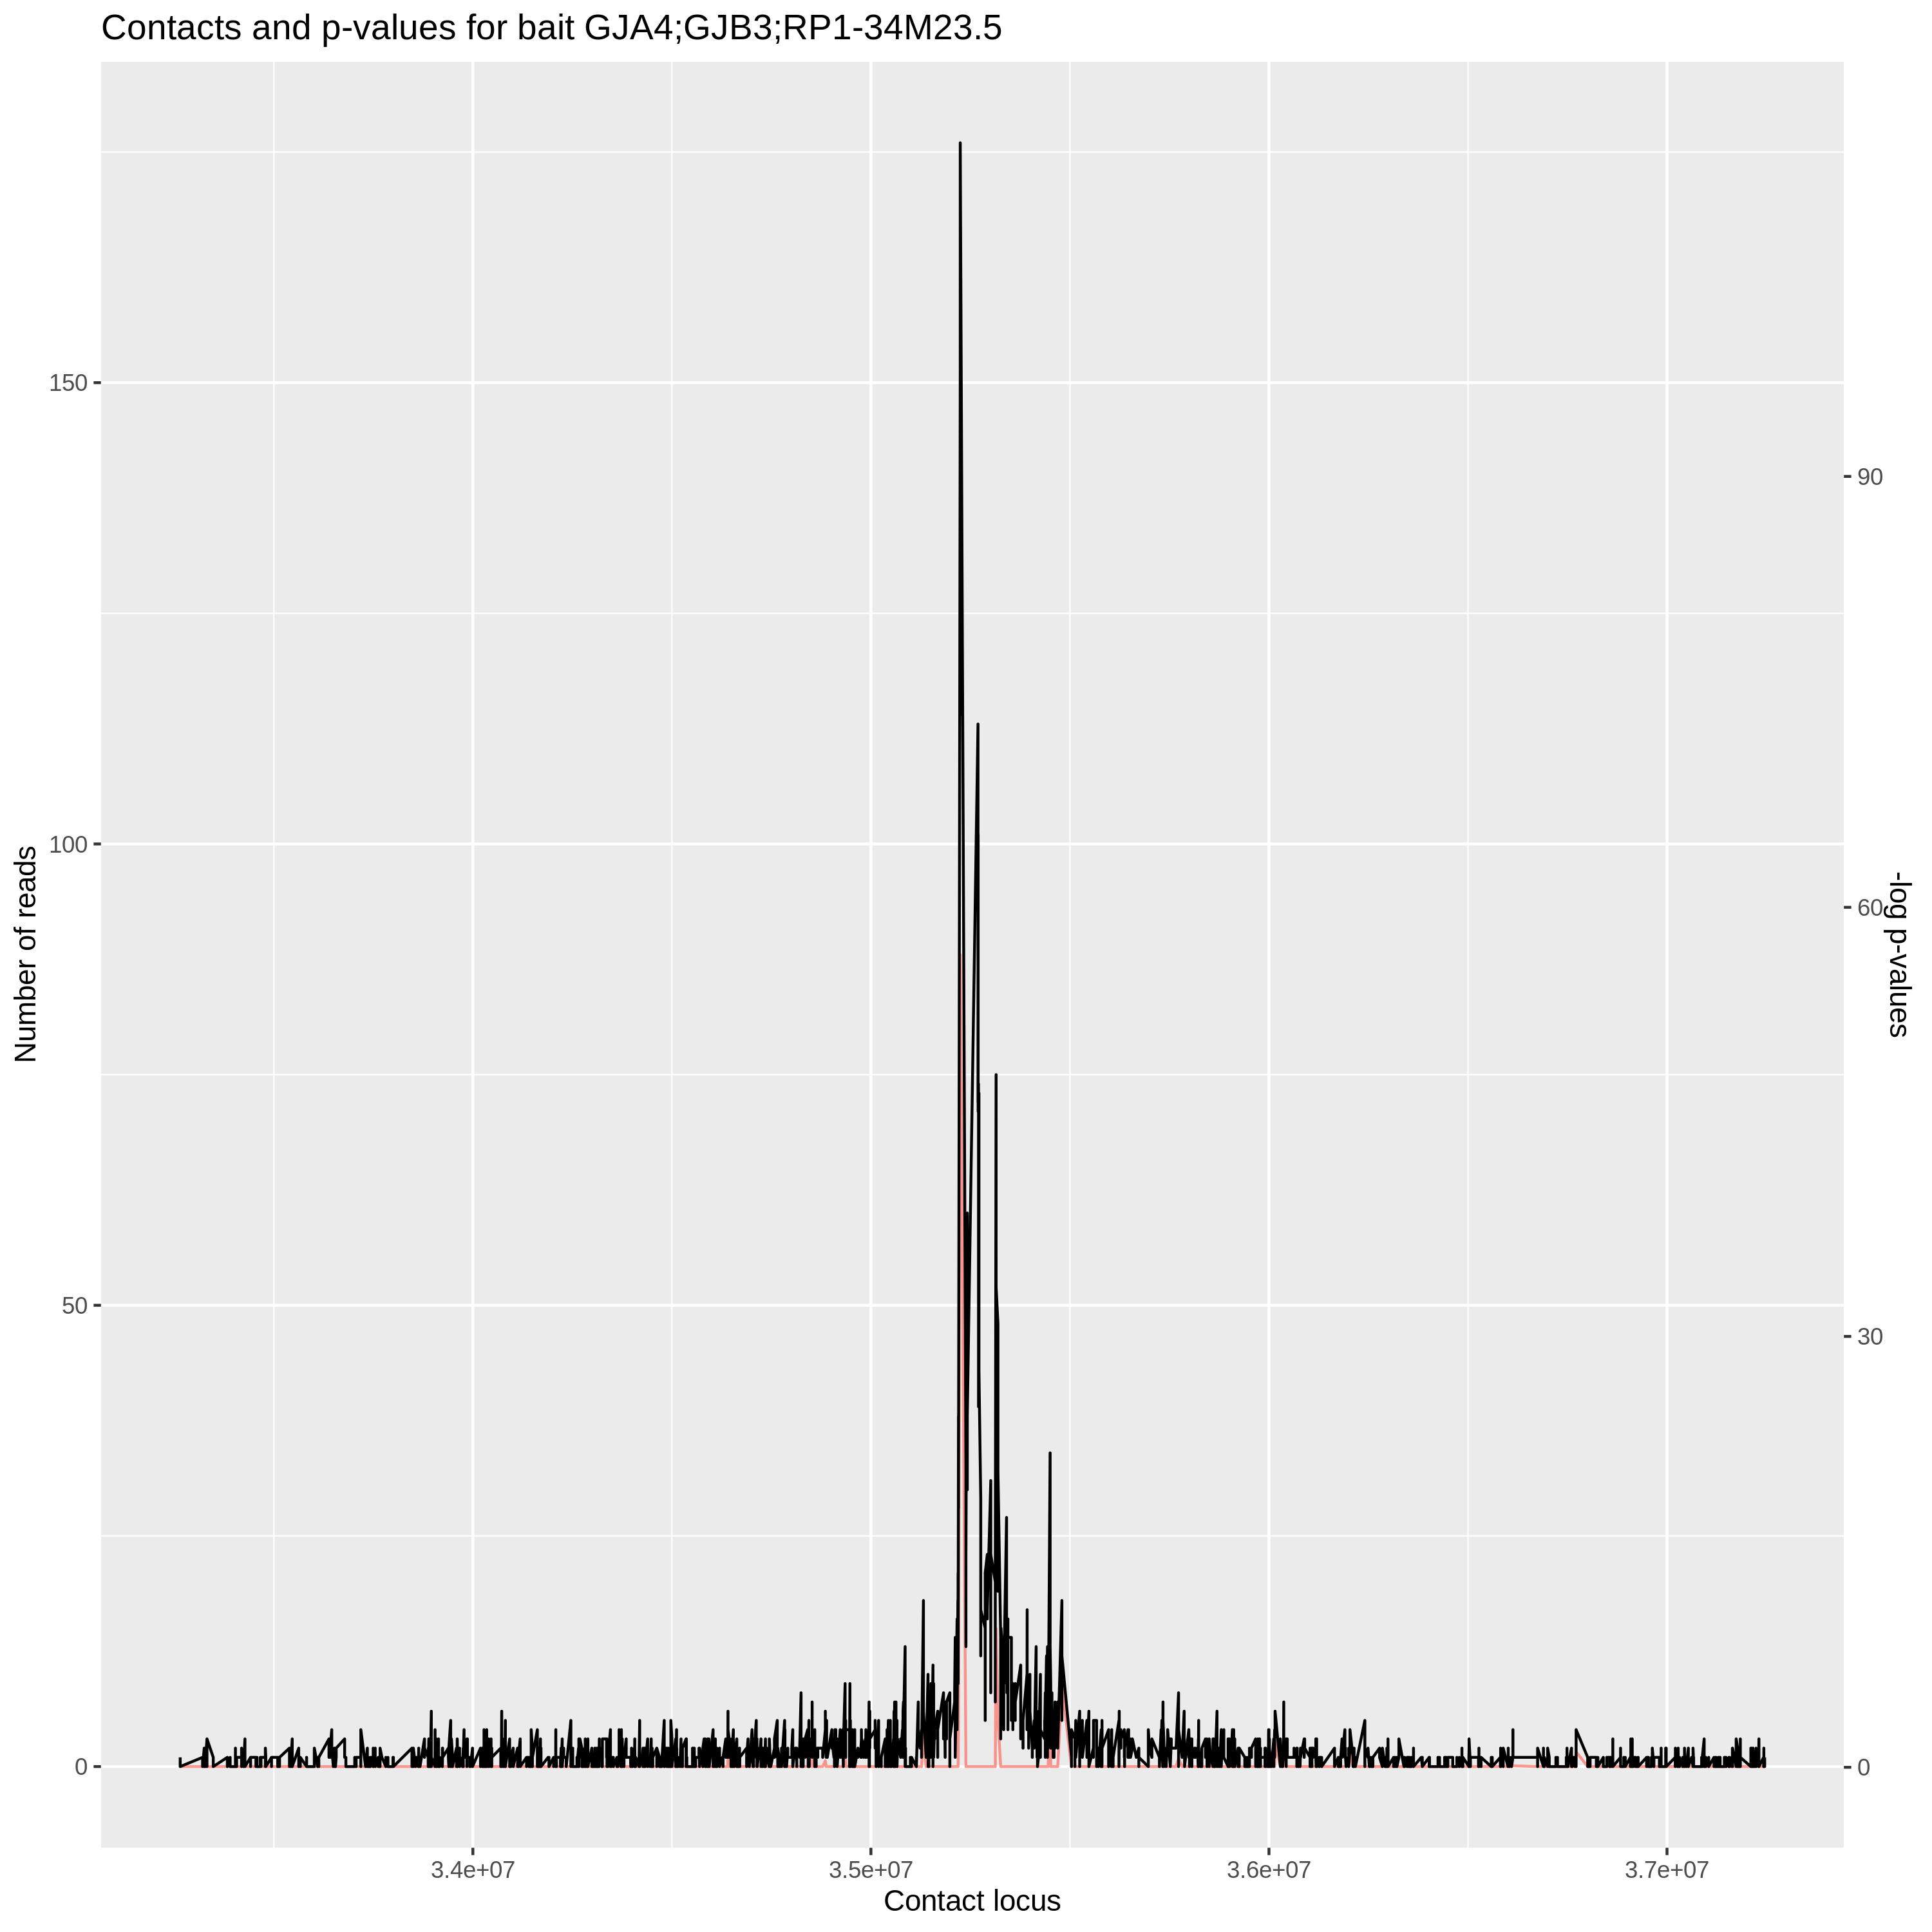 Contacts and p-values for bait GJA4;GJB3;RP1-34M23.5
150
100
50
0
Number of reads
90
60
30
0
-log p-values
3.4e+07
3.5e+07
3.6e+07
3.7e+07
Contact locus